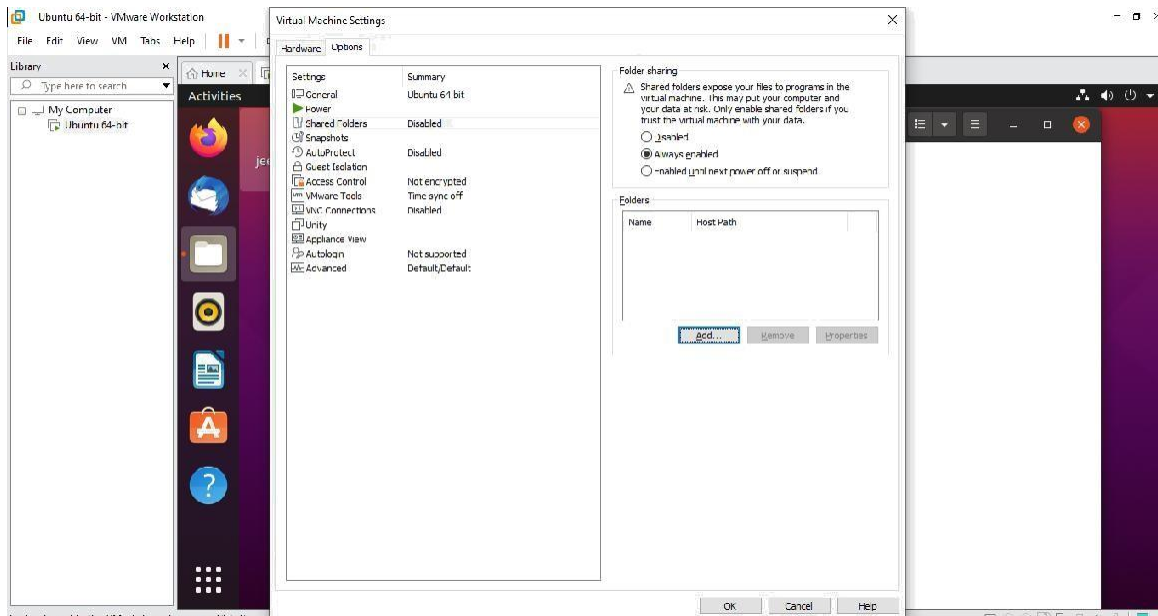 Ubuntu 64-bit - VMware Workstation
File Edit View VM Tabs Help
Library
Type here to search
My Computer
Ubuntu 64-bit
Home
Activities
jee
Virtual Machine Settings
Hardware Options
Settings Summary
General Ubuntu 64 bit
Power
Shared Folders Disabled
Snapshots
AutoProtect Disabled
Guest Isolation
Access Control Not encrypted
VMware Tools Time sync off
VNC Connections Disabled
Unity
Appliance View
Autologin Not supported
Advanced Default/Default
Folder sharing
Shared folders expose your files to programs in the
virtual machine. This may put your computer and
your data at risk. Only enable shared folders if you
trust the virtual machine with your data.
Disabled
Always enabled
Enabled until next power off or suspend
Folders
Name Host Path
Add... Remove Properties
OK Cancel Help